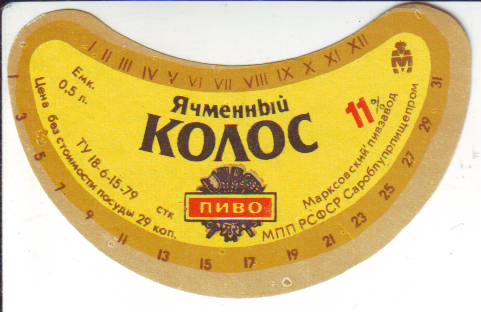 I II III IV V VI VII VIII IX X XI XII
Емк.
0,5 л.
Ячменный
КОЛОС
11%
М
ПИВО
ТУ 18-6-15-79
стк
Цена без стоимости посуды 29 коп.
Марксовский пивзавод
МПП РСФСР Сароблупрпищепром
1 3 5 7 9 11 13 15 17 19 21 23 25 27 29 31